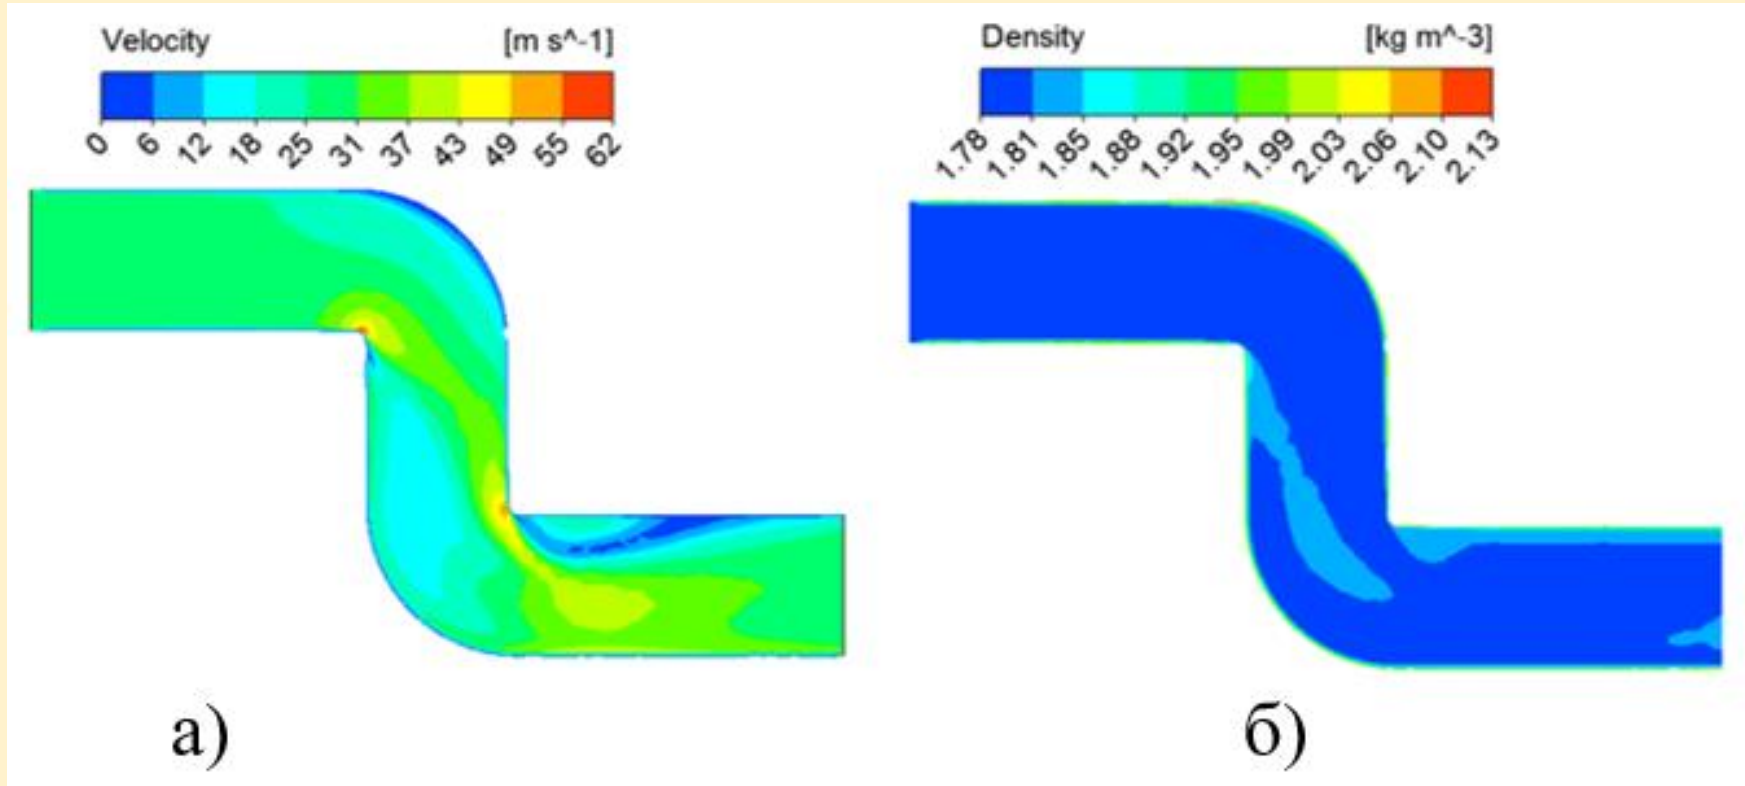 Velocity [m s^-1]
0 6 12 18 25 31 37 43 49 55 62
Density [kg m^-3]
1.78 1.81 1.85 1.88 1.92 1.95 1.99 2.03 2.06 2.10 2.13
а)
б)